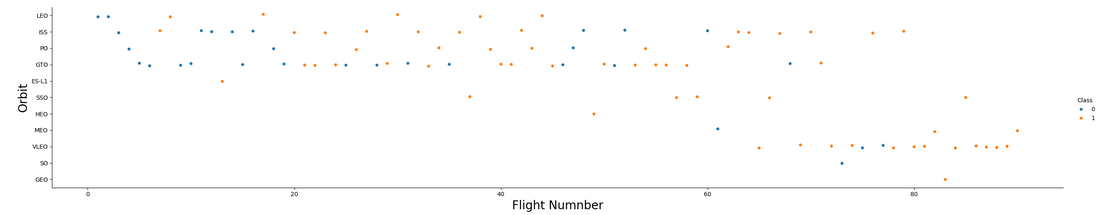 LEO
ISS
PO
GTO
ES-L1
SSO
HEO
MEO
VLEO
SO
GEO
Orbit
0
20
40
60
80
Flight Numnber
Class
0
1